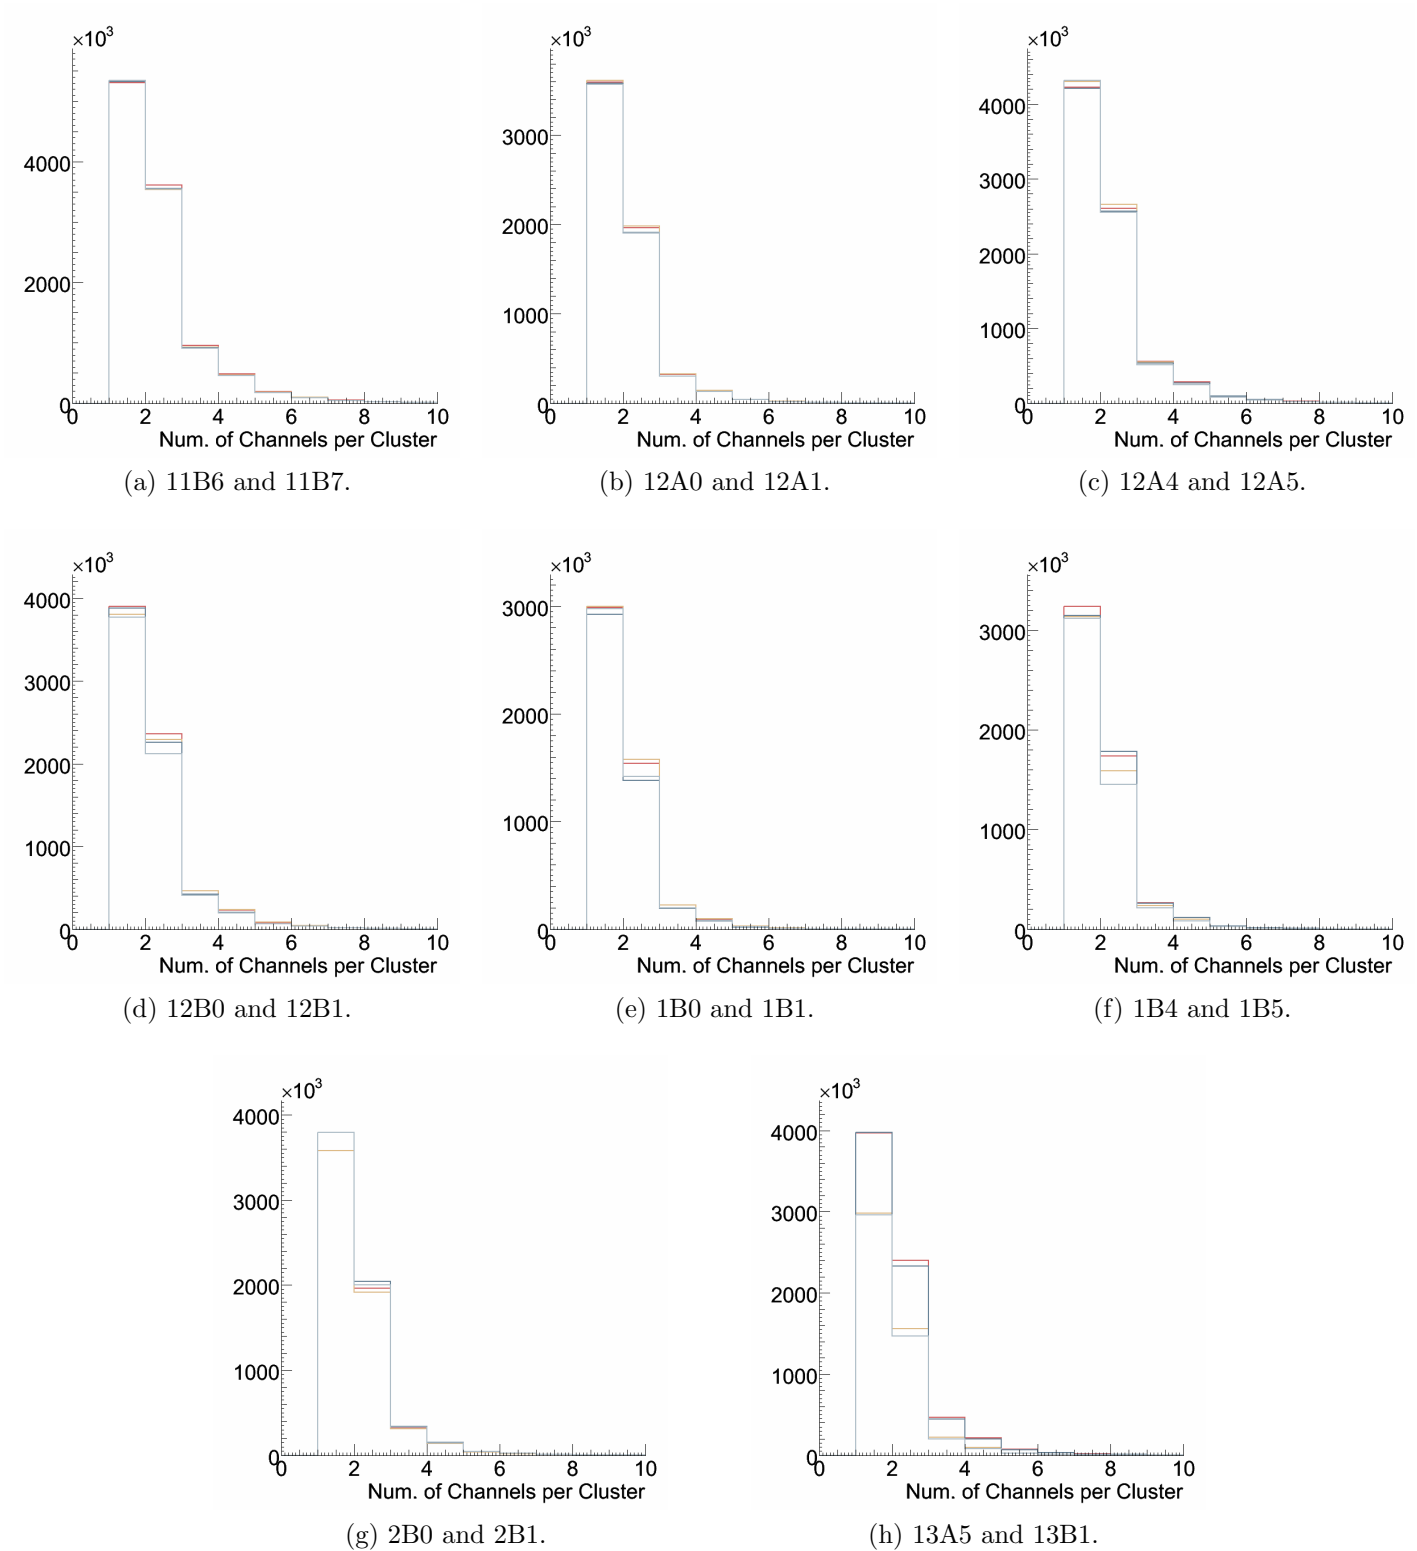 ×10³
4000
2000
0
0 2 4 6 8 10
Num. of Channels per Cluster
(a) 11B6 and 11B7.
×10³
3000
2000
1000
0
0 2 4 6 8 10
Num. of Channels per Cluster
(b) 12A0 and 12A1.
×10³
4000
3000
2000
1000
0
0 2 4 6 8 10
Num. of Channels per Cluster
(c) 12A4 and 12A5.
×10³
4000
3000
2000
1000
0
0 2 4 6 8 10
Num. of Channels per Cluster
(d) 12B0 and 12B1.
×10³
3000
2000
1000
0
0 2 4 6 8 10
Num. of Channels per Cluster
(e) 1B0 and 1B1.
×10³
3000
2000
1000
0
0 2 4 6 8 10
Num. of Channels per Cluster
(f) 1B4 and 1B5.
×10³
4000
3000
2000
1000
0
0 2 4 6 8 10
Num. of Channels per Cluster
(g) 2B0 and 2B1.
×10³
4000
3000
2000
1000
0
0 2 4 6 8 10
Num. of Channels per Cluster
(h) 13A5 and 13B1.